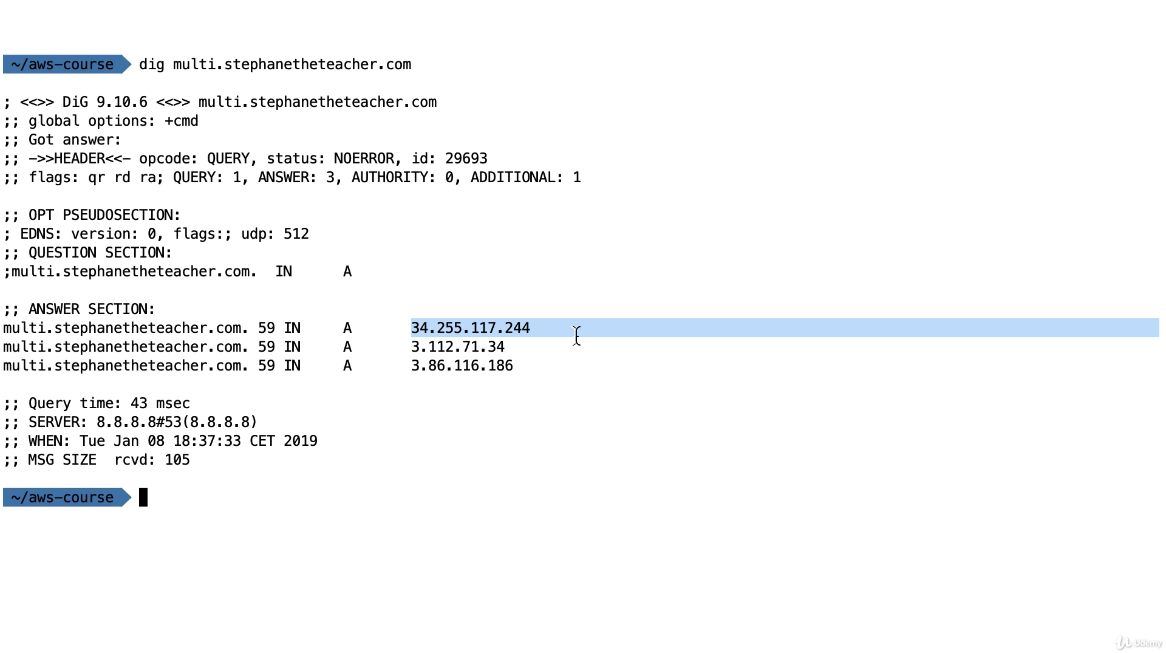 ~/aws-course dig multi.stephanetheteacher.com
; <<>> DiG 9.10.6 <<>> multi.stephanetheteacher.com
;; global options: +cmd
;; Got answer:
;; ->>HEADER<<- opcode: QUERY, status: NOERROR, id: 29693
;; flags: qr rd ra; QUERY: 1, ANSWER: 3, AUTHORITY: 0, ADDITIONAL: 1
;; OPT PSEUDOSECTION:
; EDNS: version: 0, flags:; udp: 512
;; QUESTION SECTION:
;multi.stephanetheteacher.com. IN A
;; ANSWER SECTION:
multi.stephanetheteacher.com. 59 IN A 34.255.117.244
multi.stephanetheteacher.com. 59 IN A 3.112.71.34
multi.stephanetheteacher.com. 59 IN A 3.86.116.186
;; Query time: 43 msec
;; SERVER: 8.8.8.8#53(8.8.8.8)
;; WHEN: Tue Jan 08 18:37:33 CET 2019
;; MSG SIZE rcvd: 105
~/aws-course
Udemy